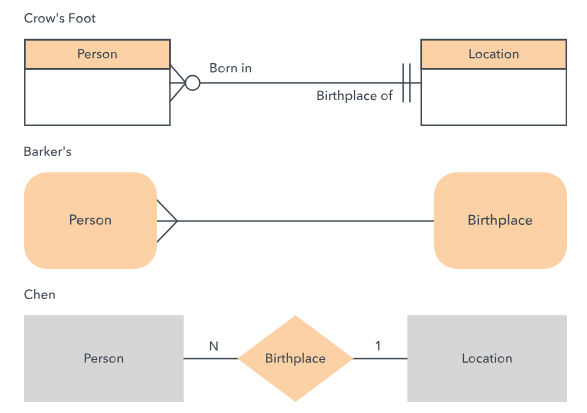 Crow's Foot
Person
Born in
Location
Birthplace of
Barker's
Person
Birthplace
Chen
Person
N
Birthplace
1
Location